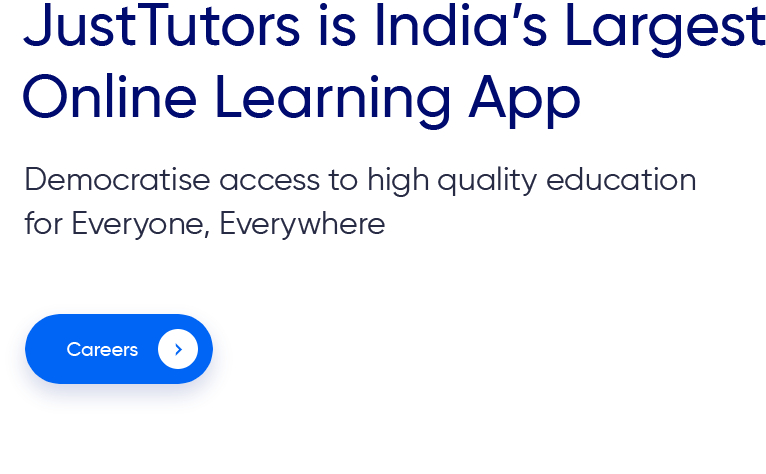 JustTutors is India’s Largest
Online Learning App
Democratise access to high quality education
for Everyone, Everywhere
Careers